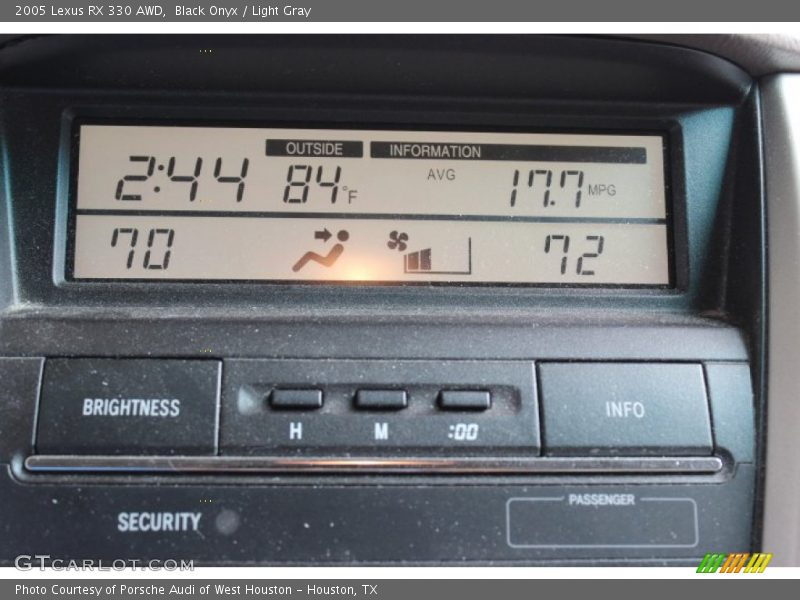 2005 Lexus RX 330 AWD, Black Onyx / Light Gray
OUTSIDE INFORMATION
2:44 84°F AVG 17.7 MPG
70 72
BRIGHTNESS H M :00 INFO
SECURITY PASSENGER
GTCARLOT.COM
Photo Courtesy of Porsche Audi of West Houston - Houston, TX